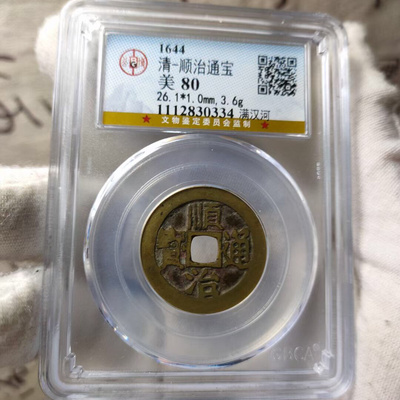 1644
清-顺治通宝
美 80
26.1*1.0mm,3.6g
1112830334 满汉河
★文物鉴定委员会监制★
順治通寶